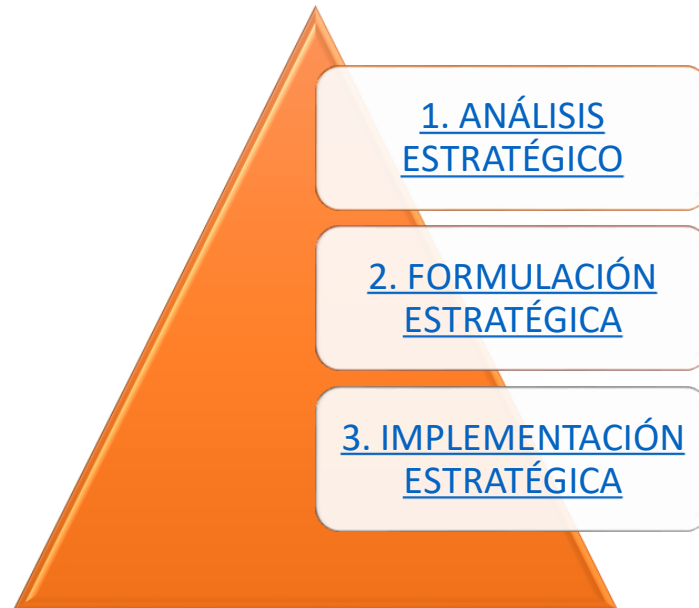 1. ANÁLISIS
ESTRATÉGICO
2. FORMULACIÓN
ESTRATÉGICA
3. IMPLEMENTACIÓN
ESTRATÉGICA